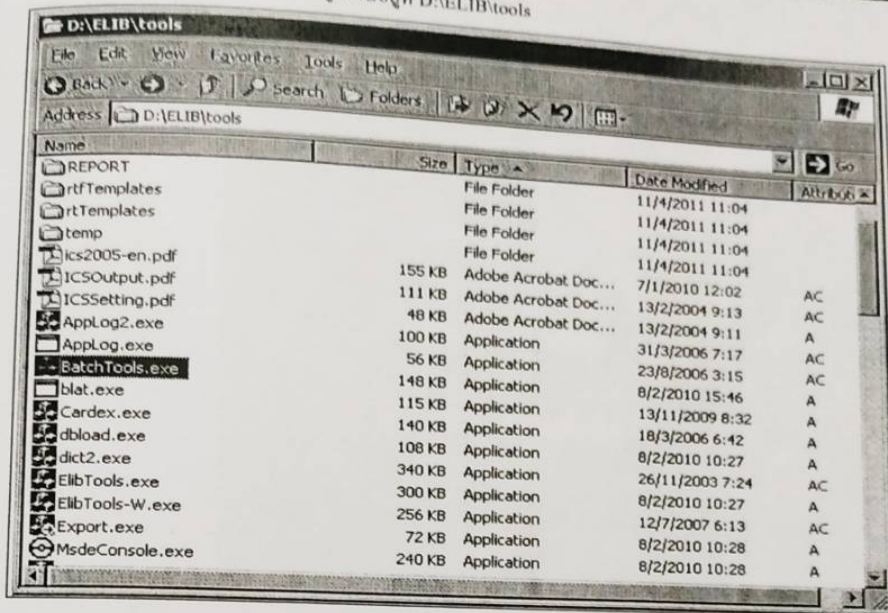 D:\ELIB\tools
D:\ELIB\tools
File Edit View Favorites Tools Help
Back Search Folders
Address D:\ELIB\tools Go
Name Size Type Date Modified Attribut
REPORT File Folder 11/4/2011 11:04
rtfTemplates File Folder 11/4/2011 11:04
rtTemplates File Folder 11/4/2011 11:04
temp File Folder 11/4/2011 11:04
ics2005-en.pdf 155 KB Adobe Acrobat Doc... 7/1/2010 12:02 AC
ICSOutput.pdf 111 KB Adobe Acrobat Doc... 13/2/2004 9:13 AC
ICSSetting.pdf 48 KB Adobe Acrobat Doc... 13/2/2004 9:11 A
AppLog2.exe 100 KB Application 31/3/2006 7:17 AC
AppLog.exe 56 KB Application 23/8/2006 3:15 AC
BatchTools.exe 148 KB Application 8/2/2010 15:46 A
blat.exe 115 KB Application 13/11/2009 8:32 A
Cardex.exe 140 KB Application 18/3/2006 6:42 A
dbload.exe 108 KB Application 8/2/2010 10:27 A
dict2.exe 340 KB Application 26/11/2003 7:24 AC
ElibTools.exe 300 KB Application 8/2/2010 10:27 A
ElibTools-W.exe 256 KB Application 12/7/2007 6:13 AC
Export.exe 72 KB Application 8/2/2010 10:28 A
MsdeConsole.exe 240 KB Application 8/2/2010 10:28 A